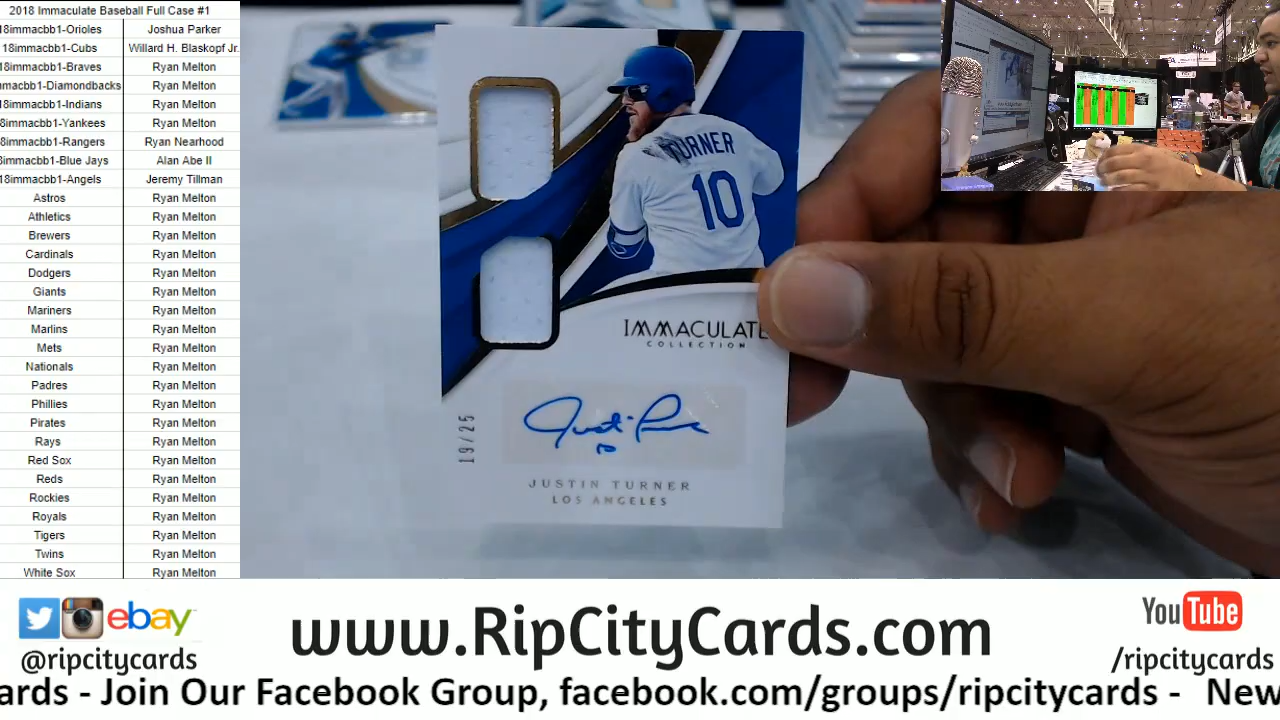 2018 Immaculate Baseball Full Case #1
18immacbb1-Orioles Joshua Parker
18immacbb1-Cubs Willard H. Blaskopf Jr.
18immacbb1-Braves Ryan Melton
macbb1-Diamondbacks Ryan Melton
18immacbb1-Indians Ryan Melton
18immacbb1-Yankees Ryan Melton
8immacbb1-Rangers Ryan Nearhood
8immacbb1-Blue Jays Alan Abe II
18immacbb1-Angels Jeremy Tillman
Astros Ryan Melton
Athletics Ryan Melton
Brewers Ryan Melton
Cardinals Ryan Melton
Dodgers Ryan Melton
Giants Ryan Melton
Mariners Ryan Melton
Marlins Ryan Melton
Mets Ryan Melton
Nationals Ryan Melton
Padres Ryan Melton
Phillies Ryan Melton
Pirates Ryan Melton
Rays Ryan Melton
Red Sox Ryan Melton
Reds Ryan Melton
Rockies Ryan Melton
Royals Ryan Melton
Tigers Ryan Melton
Twins Ryan Melton
White Sox Ryan Melton
TURNER
10
IMMACULATE
COLLECTION
19/25
10
JUSTIN TURNER
LOS ANGELES
ebay
@ripcitycards
www.RipCityCards.com
YouTube
/ripcitycards
ards - Join Our Facebook Group, facebook.com/groups/ripcitycards - New